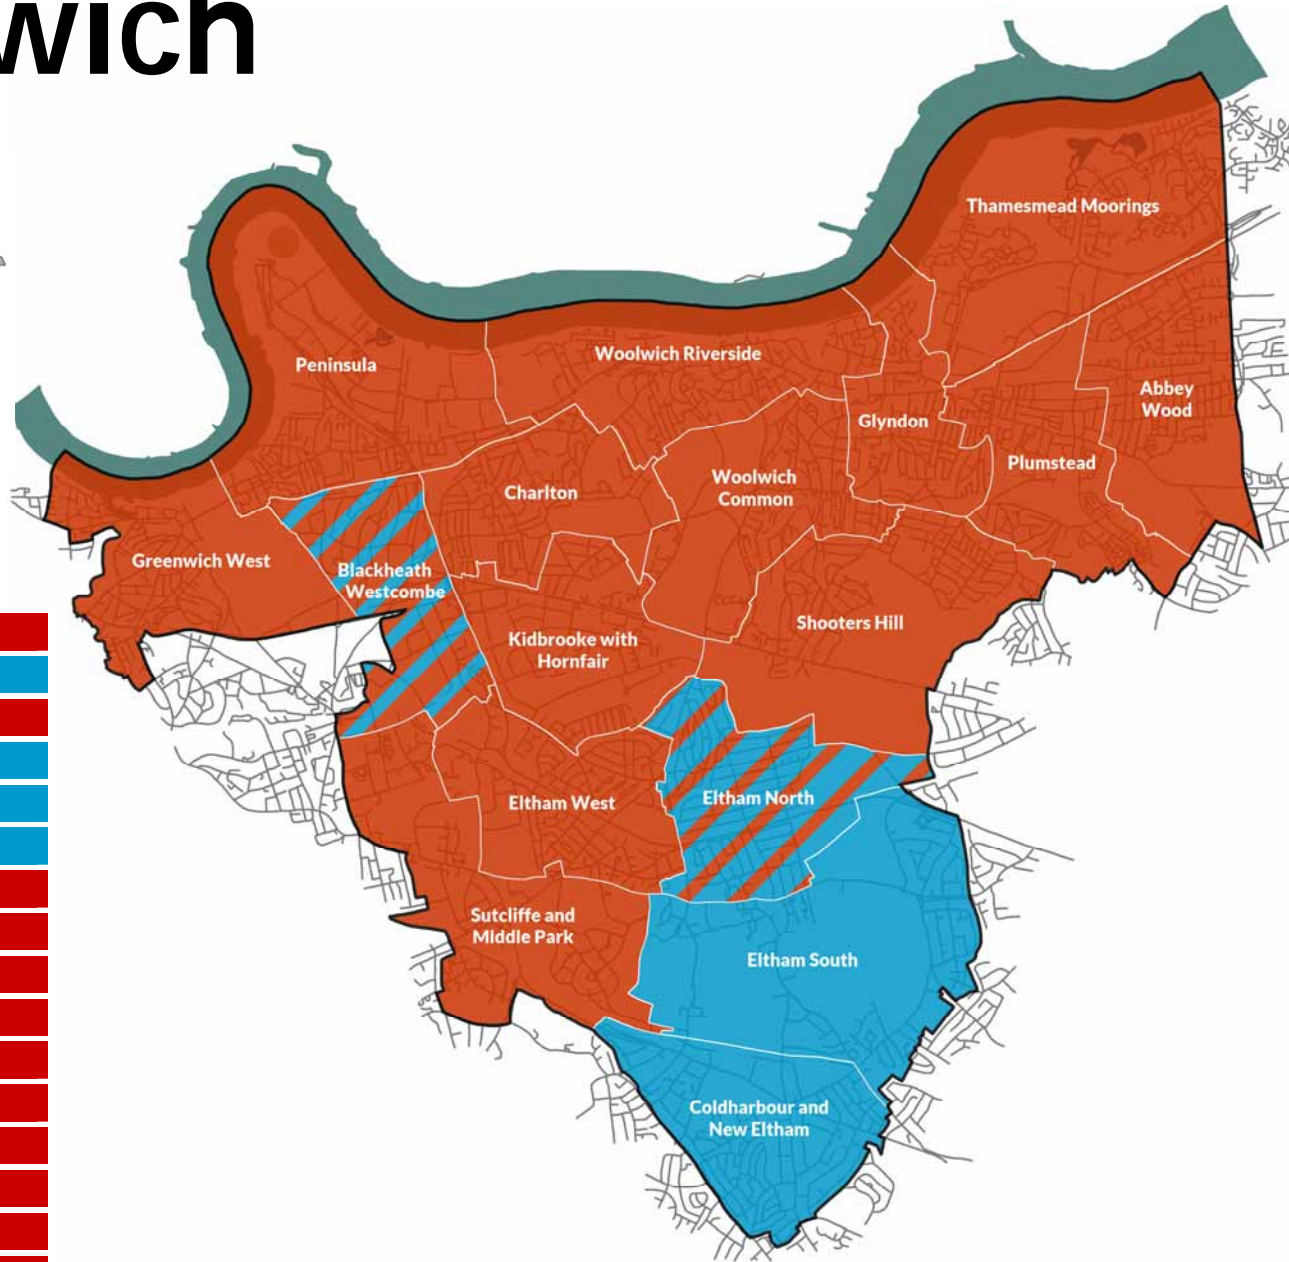 wich
Thamesmead Moorings
Peninsula
Woolwich Riverside
Abbey
Wood
Glyndon
Plumstead
Woolwich
Common
Charlton
Greenwich West
Blackheath
Westcombe
Shooters Hill
Kidbrooke with
Hornfair
Eltham West
Eltham North
Sutcliffe and
Middle Park
Eltham South
Coldharbour and
New Eltham